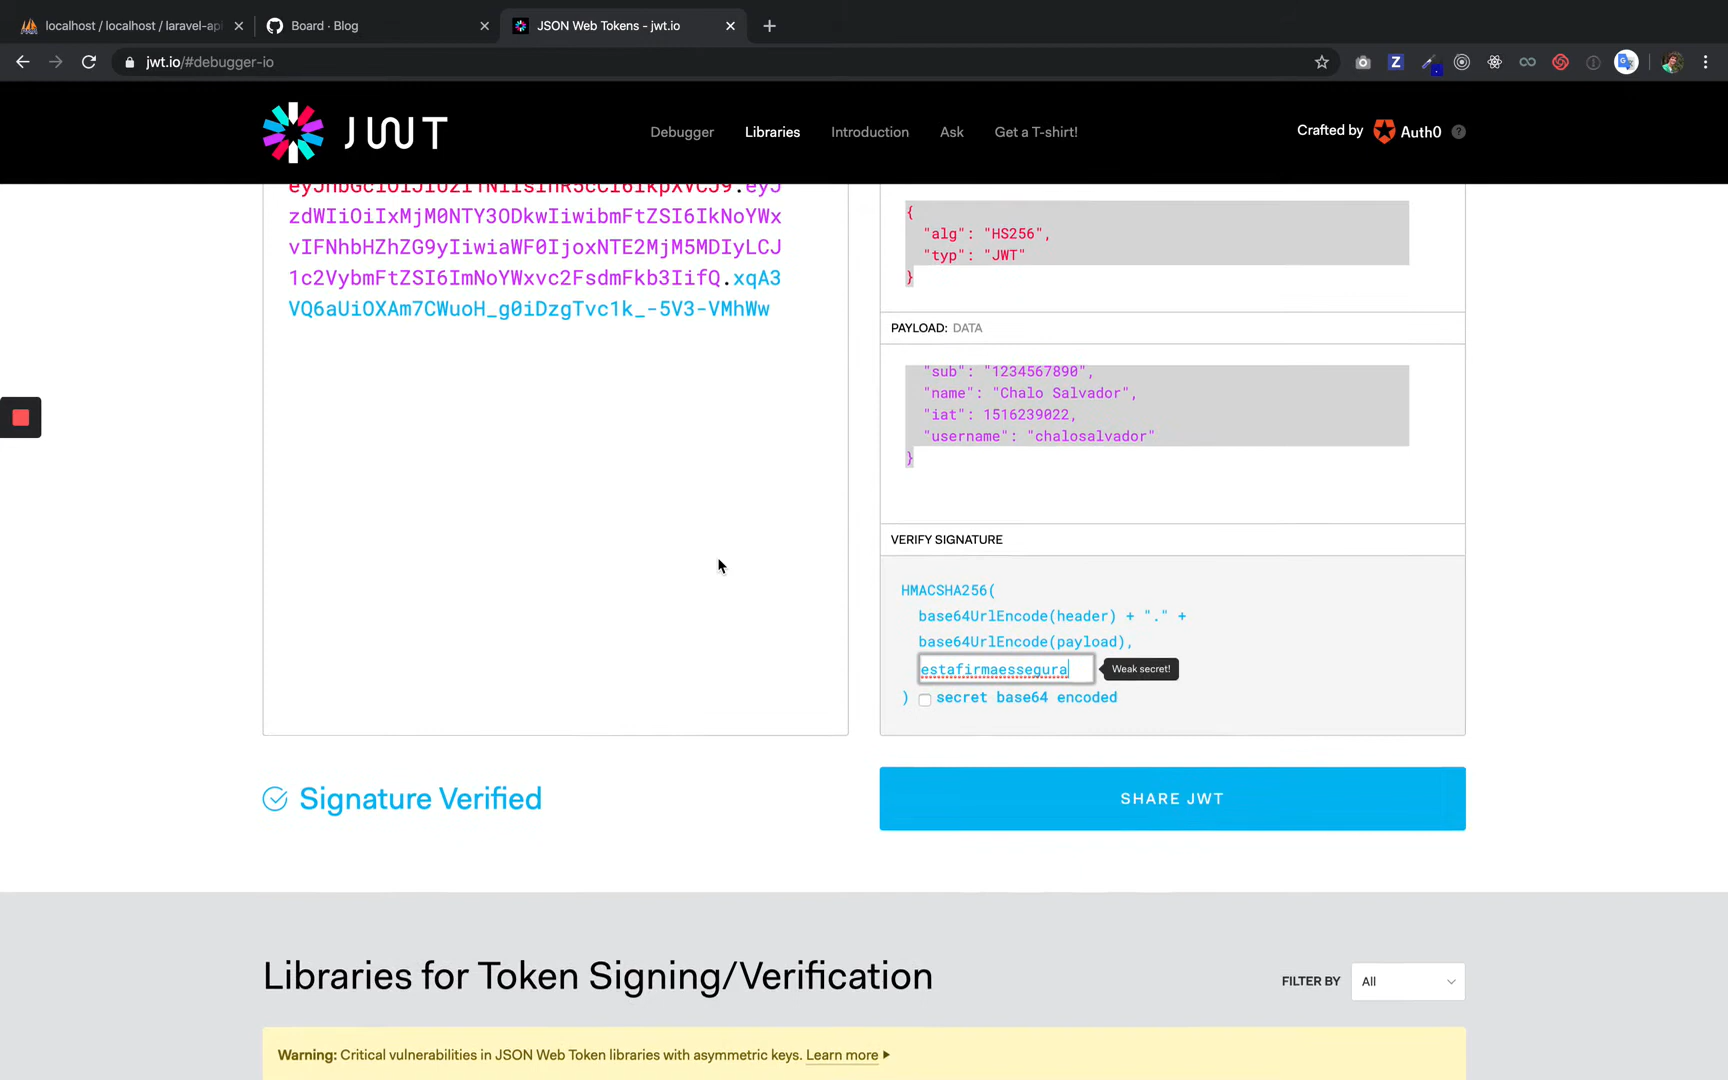 localhost / localhost / laravel-api
Board · Blog
JSON Web Tokens - jwt.io
jwt.io/#debugger-io
JWT
Debugger
Libraries
Introduction
Ask
Get a T-shirt!
Crafted by Auth0
zdWIiOiIxMjM0NTY3ODkwIiwibmFtZSI6IkNoYWx
vIFNhbHZhZG9yIiwiaWF0IjoxNTE2MjM5MDIyLCJ
1c2VybmFtZSI6ImNoYWxvc2FsdmFkb3IifQ.xqA3
VQ6aUiOXAm7CWuoH_g0iDzgTvc1k_-5V3-VMhWw
{
"alg": "HS256",
"typ": "JWT"
}
PAYLOAD: DATA
"sub": "1234567890",
"name": "Chalo Salvador",
"iat": 1516239022,
"username": "chalosalvador"
}
VERIFY SIGNATURE
HMACSHA256(
base64UrlEncode(header) + "." +
base64UrlEncode(payload),
estafirmaessegura
Weak secret!
) secret base64 encoded
Signature Verified
SHARE JWT
Libraries for Token Signing/Verification
FILTER BY
All
Warning: Critical vulnerabilities in JSON Web Token libraries with asymmetric keys. Learn more